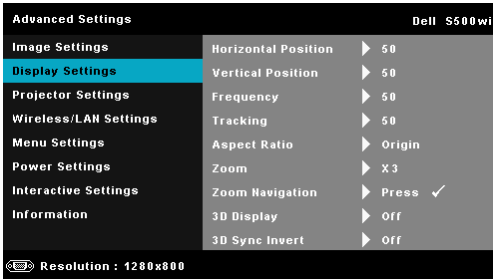 Advanced Settings Dell S500wi
Image Settings
Display Settings
Projector Settings
Wireless/LAN Settings
Menu Settings
Power Settings
Interactive Settings
Information
Horizontal Position 50
Vertical Position 50
Frequency 50
Tracking 50
Aspect Ratio Origin
Zoom X3
Zoom Navigation Press ✓
3D Display Off
3D Sync Invert Off
Resolution : 1280x800